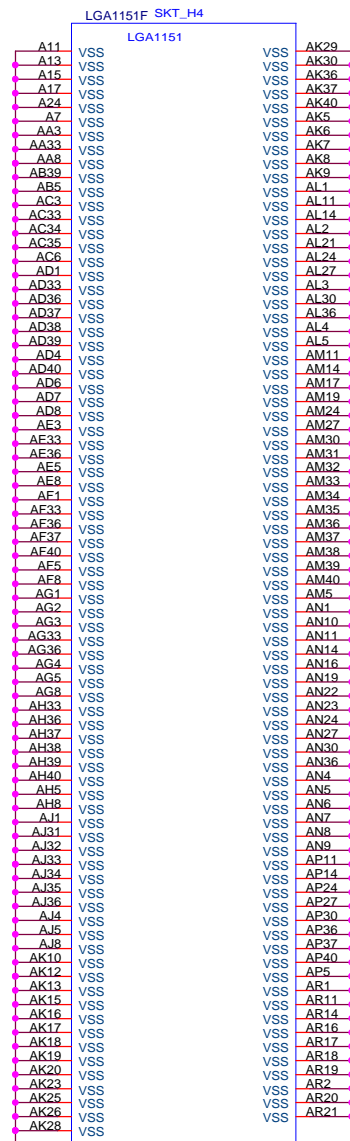 LGA1151F SKT_H4
LGA1151
A11 VSS VSS AK29
A13 VSS VSS AK30
A15 VSS VSS AK36
A17 VSS VSS AK37
A24 VSS VSS AK40
A7 VSS VSS AK5
AA3 VSS VSS AK6
AA33 VSS VSS AK7
AA8 VSS VSS AK8
AB39 VSS VSS AK9
AB5 VSS VSS AL1
AC3 VSS VSS AL11
AC33 VSS VSS AL14
AC34 VSS VSS AL2
AC35 VSS VSS AL21
AC6 VSS VSS AL24
AD1 VSS VSS AL27
AD33 VSS VSS AL3
AD36 VSS VSS AL30
AD37 VSS VSS AL36
AD38 VSS VSS AL4
AD39 VSS VSS AL5
AD4 VSS VSS AM11
AD40 VSS VSS AM14
AD6 VSS VSS AM17
AD7 VSS VSS AM19
AD8 VSS VSS AM24
AE3 VSS VSS AM27
AE33 VSS VSS AM30
AE36 VSS VSS AM31
AE5 VSS VSS AM32
AE8 VSS VSS AM33
AF1 VSS VSS AM34
AF33 VSS VSS AM35
AF36 VSS VSS AM36
AF37 VSS VSS AM37
AF40 VSS VSS AM38
AF5 VSS VSS AM39
AF8 VSS VSS AM40
AG1 VSS VSS AM5
AG2 VSS VSS AN1
AG3 VSS VSS AN10
AG33 VSS VSS AN11
AG36 VSS VSS AN14
AG4 VSS VSS AN16
AG5 VSS VSS AN19
AG8 VSS VSS AN22
AH33 VSS VSS AN23
AH36 VSS VSS AN24
AH37 VSS VSS AN27
AH38 VSS VSS AN30
AH39 VSS VSS AN36
AH40 VSS VSS AN4
AH5 VSS VSS AN5
AH8 VSS VSS AN6
AJ1 VSS VSS AN7
AJ31 VSS VSS AN8
AJ32 VSS VSS AN9
AJ33 VSS VSS AP11
AJ34 VSS VSS AP14
AJ35 VSS VSS AP24
AJ36 VSS VSS AP27
AJ4 VSS VSS AP30
AJ5 VSS VSS AP36
AJ8 VSS VSS AP37
AK10 VSS VSS AP40
AK12 VSS VSS AP5
AK13 VSS VSS AR1
AK15 VSS VSS AR11
AK16 VSS VSS AR14
AK17 VSS VSS AR16
AK18 VSS VSS AR17
AK19 VSS VSS AR18
AK20 VSS VSS AR19
AK23 VSS VSS AR2
AK25 VSS VSS AR20
AK26 VSS VSS AR21
AK28 VSS